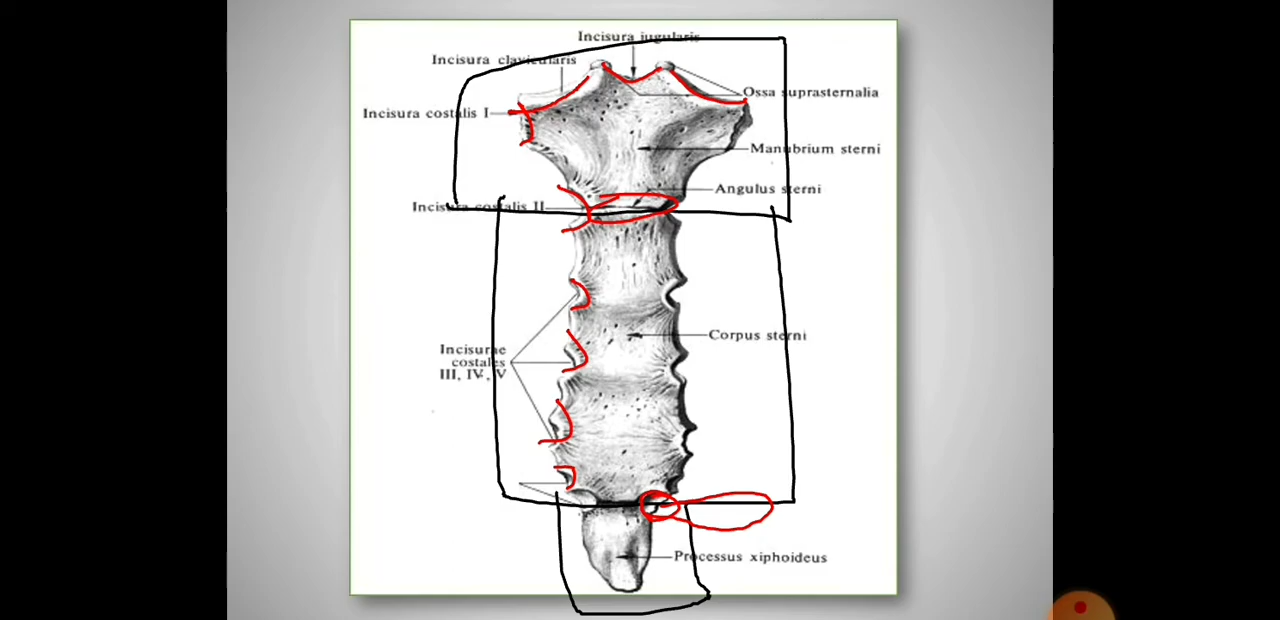 Incisura jugularis
Incisura clavicularis
Ossa suprasternalia
Incisura costalis I
Manubrium sterni
Angulus sterni
Incisura costalis II
Corpus sterni
Incisurae
costales
III, IV, V
Processus xiphoideus